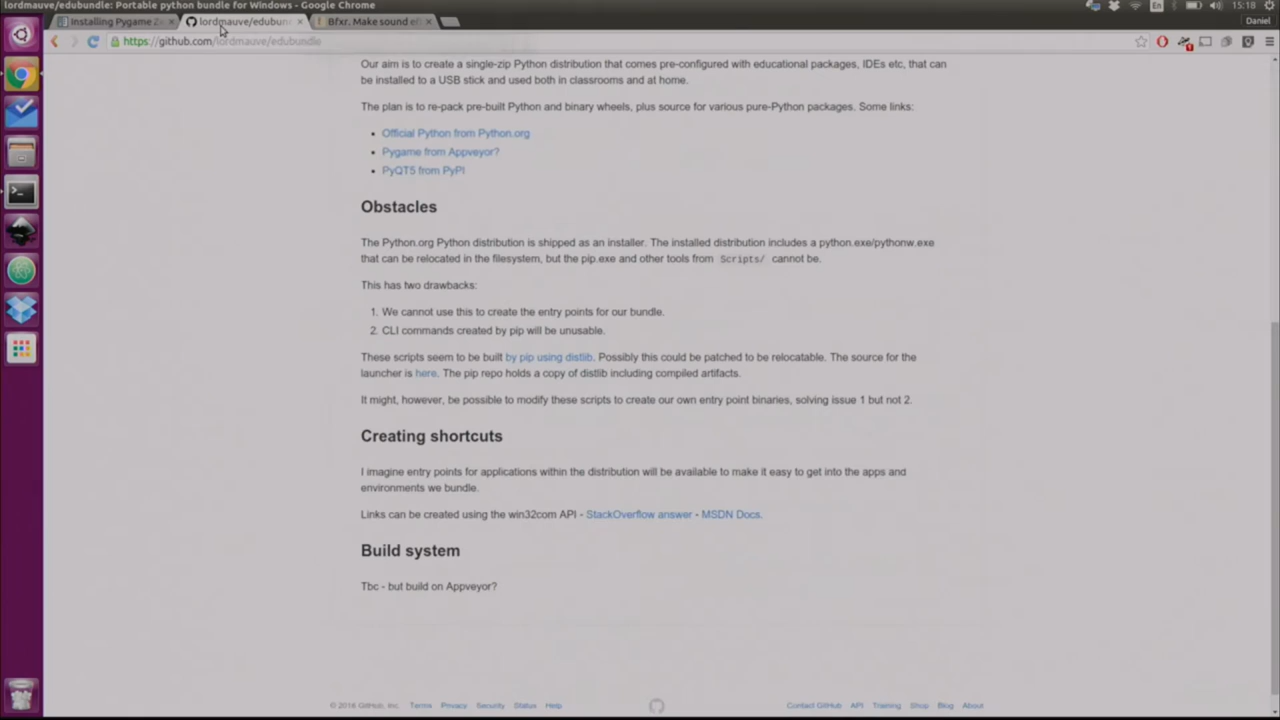 lordmauve/edubundle: Portable python bundle for Windows - Google Chrome
En
15:18
Installing Pygame Z
lordmauve/edubun
Bfxr. Make sound ef
Daniel
https://github.com/lordmauve/edubundle
Our aim is to create a single-zip Python distribution that comes pre-configured with educational packages, IDEs etc, that can
be installed to a USB stick and used both in classrooms and at home.
The plan is to re-pack pre-built Python and binary wheels, plus source for various pure-Python packages. Some links:
Official Python from Python.org
Pygame from Appveyor?
PyQT5 from PyPI
Obstacles
The Python.org Python distribution is shipped as an installer. The installed distribution includes a python.exe/pythonw.exe
that can be relocated in the filesystem, but the pip.exe and other tools from Scripts/ cannot be.
This has two drawbacks:
1. We cannot use this to create the entry points for our bundle.
2. CLI commands created by pip will be unusable.
These scripts seem to be built by pip using distlib. Possibly this could be patched to be relocatable. The source for the
launcher is here. The pip repo holds a copy of distlib including compiled artifacts.
It might, however, be possible to modify these scripts to create our own entry point binaries, solving issue 1 but not 2.
Creating shortcuts
I imagine entry points for applications within the distribution will be available to make it easy to get into the apps and
environments we bundle.
Links can be created using the win32com API - StackOverflow answer - MSDN Docs.
Build system
Tbc - but build on Appveyor?
© 2016 GitHub, Inc. Terms Privacy Security Status Help
Contact GitHub API Training Shop Blog About